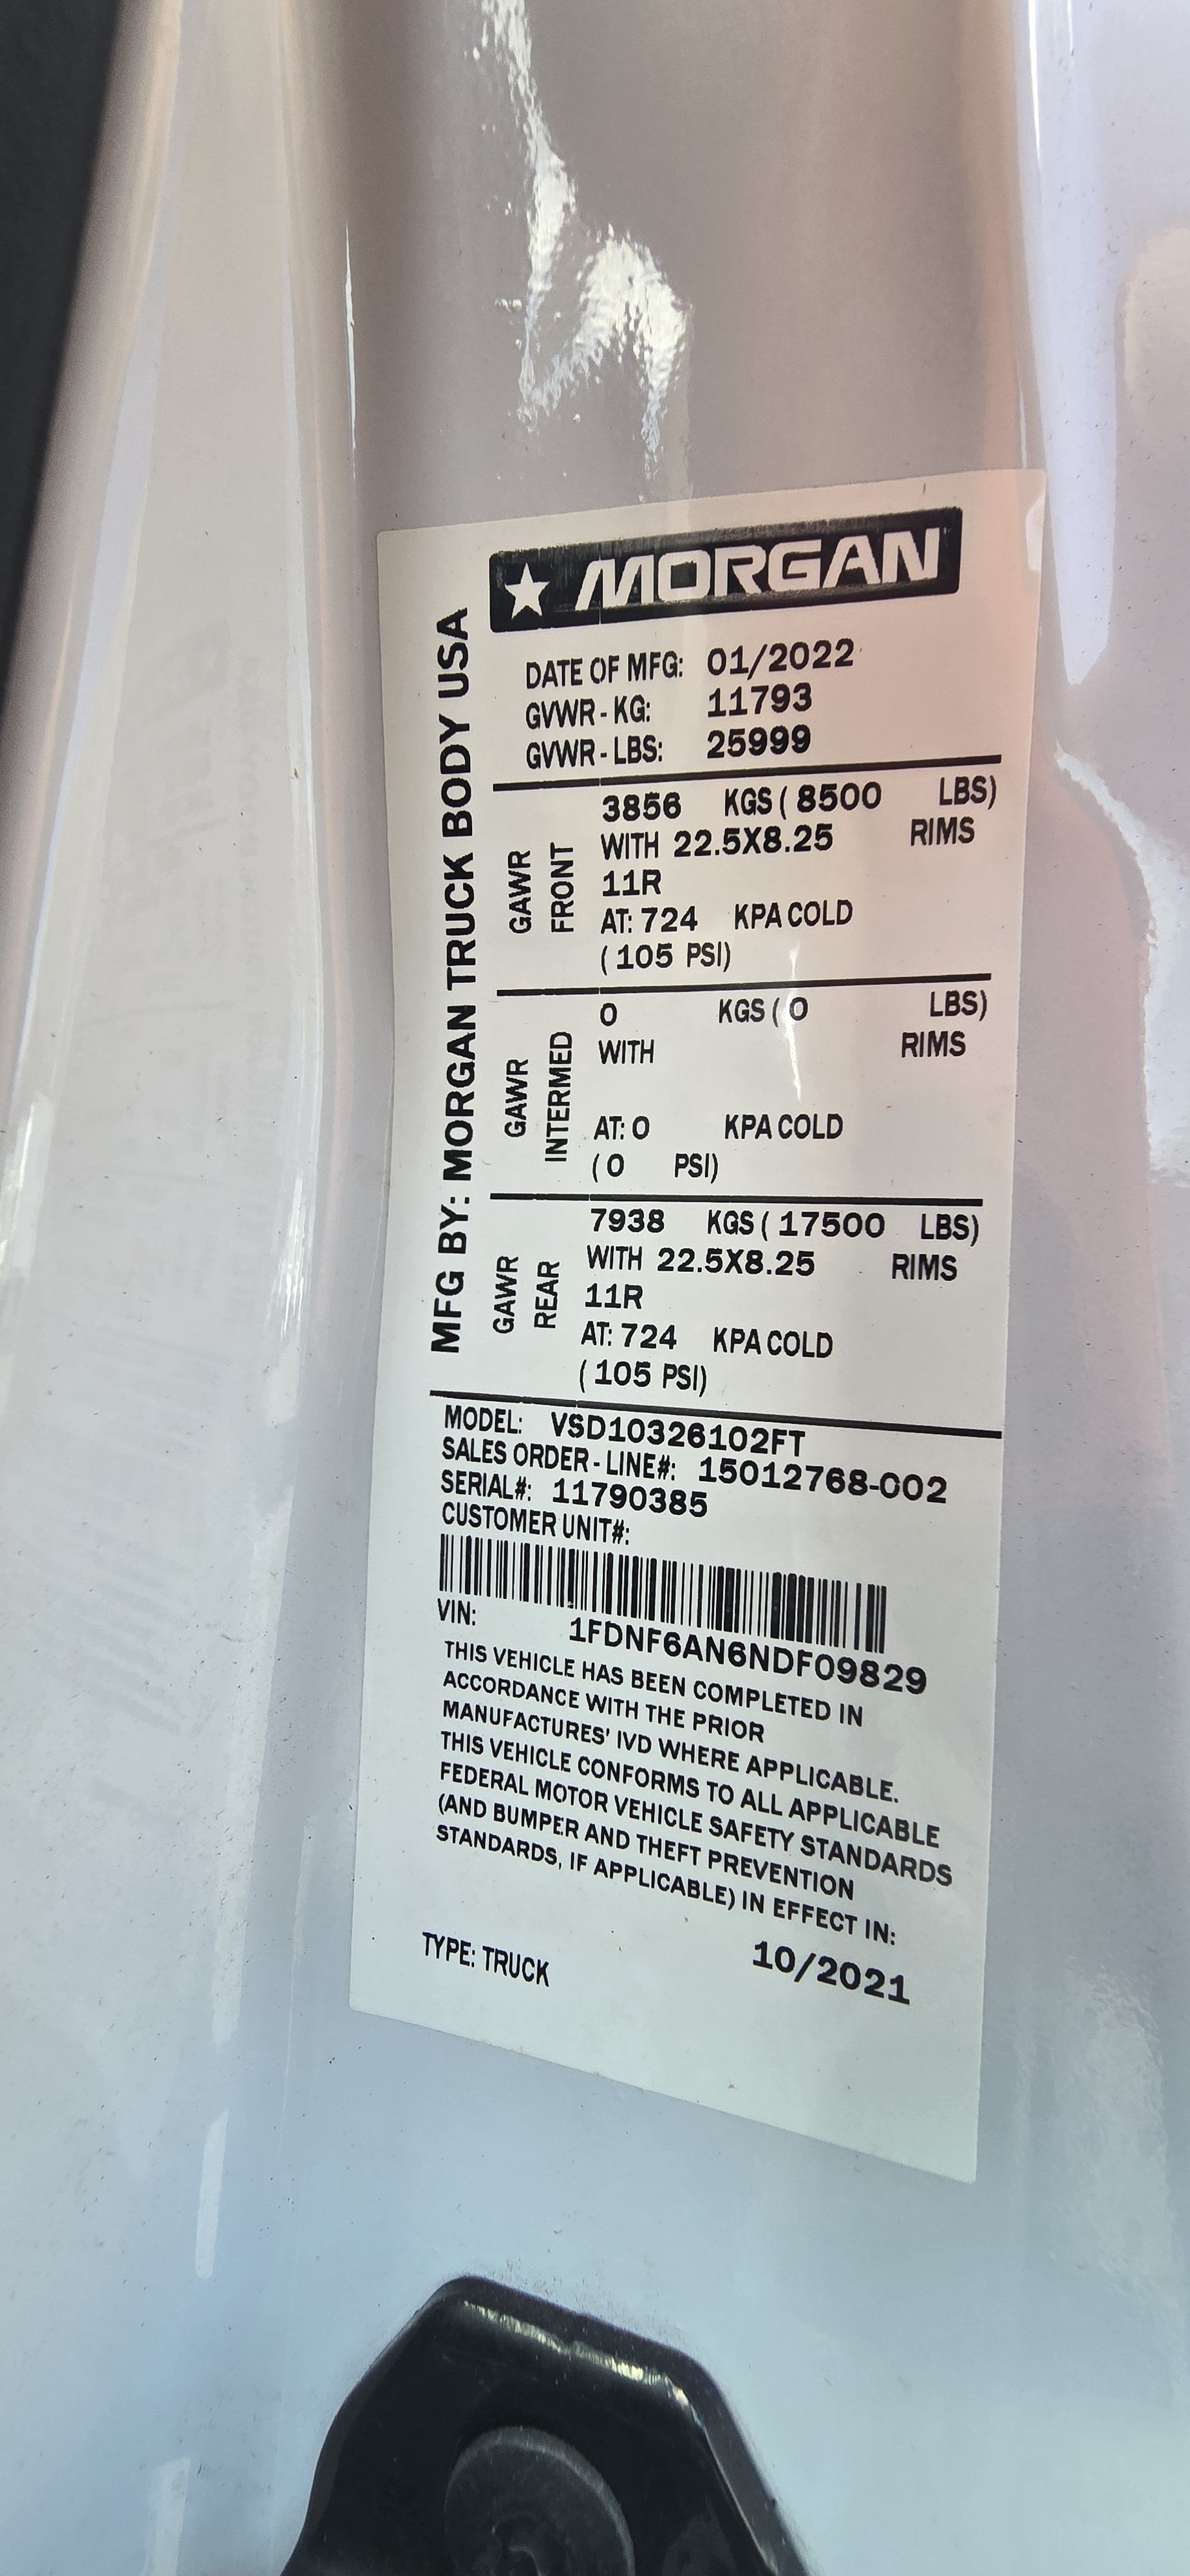 MORGAN
MFG BY: MORGAN TRUCK BODY USA
DATE OF MFG: 01/2022
GVWR - KG: 11793
GVWR - LBS: 25999
GAWR FRONT
3856 KGS ( 8500 LBS)
WITH 22.5X8.25 RIMS
11R
AT: 724 KPA COLD
( 105 PSI)
GAWR INTERMED
0 KGS ( 0 LBS)
WITH RIMS
AT: 0 KPA COLD
( 0 PSI)
GAWR REAR
7938 KGS ( 17500 LBS)
WITH 22.5X8.25 RIMS
11R
AT: 724 KPA COLD
( 105 PSI)
MODEL: VSD10326102FT
SALES ORDER - LINE#: 15012768-002
SERIAL#: 11790385
CUSTOMER UNIT#:
VIN: 1FDNF6AN6NDF09829
THIS VEHICLE HAS BEEN COMPLETED IN
ACCORDANCE WITH THE PRIOR
MANUFACTURES' IVD WHERE APPLICABLE.
THIS VEHICLE CONFORMS TO ALL APPLICABLE
FEDERAL MOTOR VEHICLE SAFETY STANDARDS
(AND BUMPER AND THEFT PREVENTION
STANDARDS, IF APPLICABLE) IN EFFECT IN:
10/2021
TYPE: TRUCK